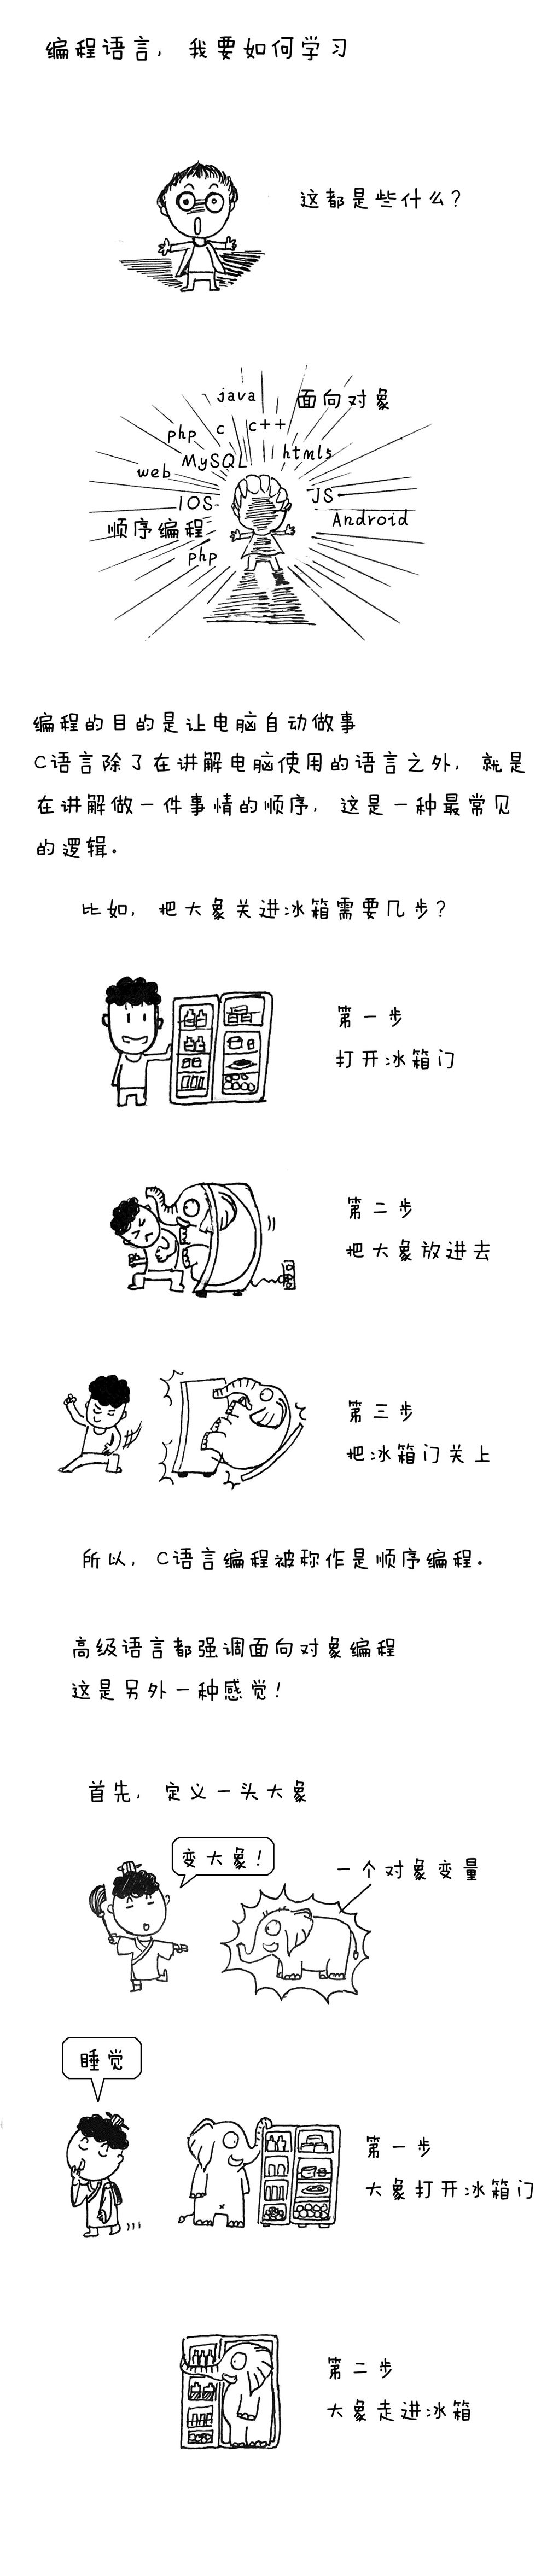 编程语言，我要如何学习
这都是些什么？
java
面向对象
php
c
c++
MySQL
htmls
web
IOS
JS
顺序编程
Android
php
编程的目的是让电脑自动做事
C语言除了在讲解电脑使用的语言之外，就是
在讲解做一件事情的顺序，这是一种最常见
的逻辑。
比如，把大象关进冰箱需要几步？
第一步
打开冰箱门
第二步
把大象放进去
第三步
把冰箱门关上
所以，C语言编程被称作是顺序编程。
高级语言都强调面向对象编程
这是另外一种感觉！
首先，定义一头大象
变大象！
一个对象变量
睡觉
第一步
大象打开冰箱门
第二步
大象走进冰箱